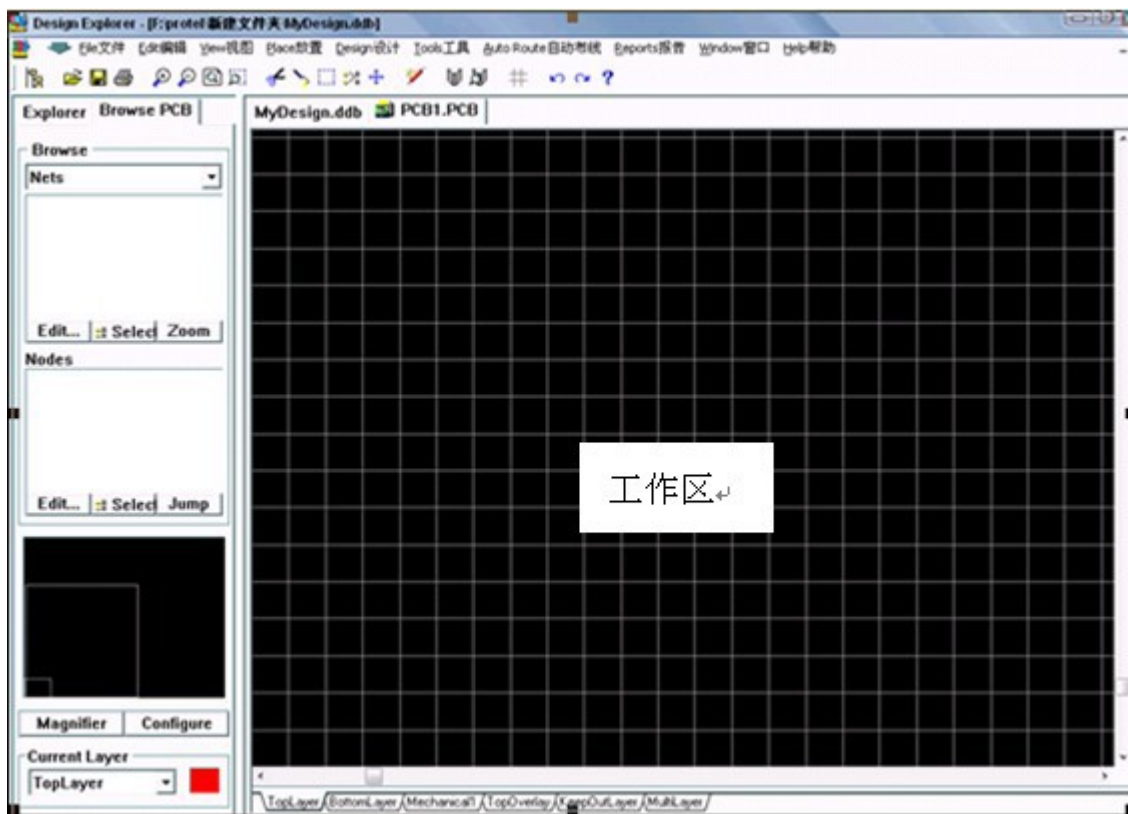 Design Explorer - [F:\protel\新建文件夹\MyDesign.ddb]
File文件 Edit编辑 View视图 Place放置 Design设计 Tools工具 Auto Route自动布线 Reports报告 Window窗口 Help帮助
Explorer Browse PCB
MyDesign.ddb PCB1.PCB
Browse
Nets
Edit... Select Zoom
Nodes
Edit... Select Jump
工作区
Magnifier Configure
Current Layer
TopLayer
TopLayer BottomLayer Mechanical1 TopOverlay KeepOutLayer MultiLayer